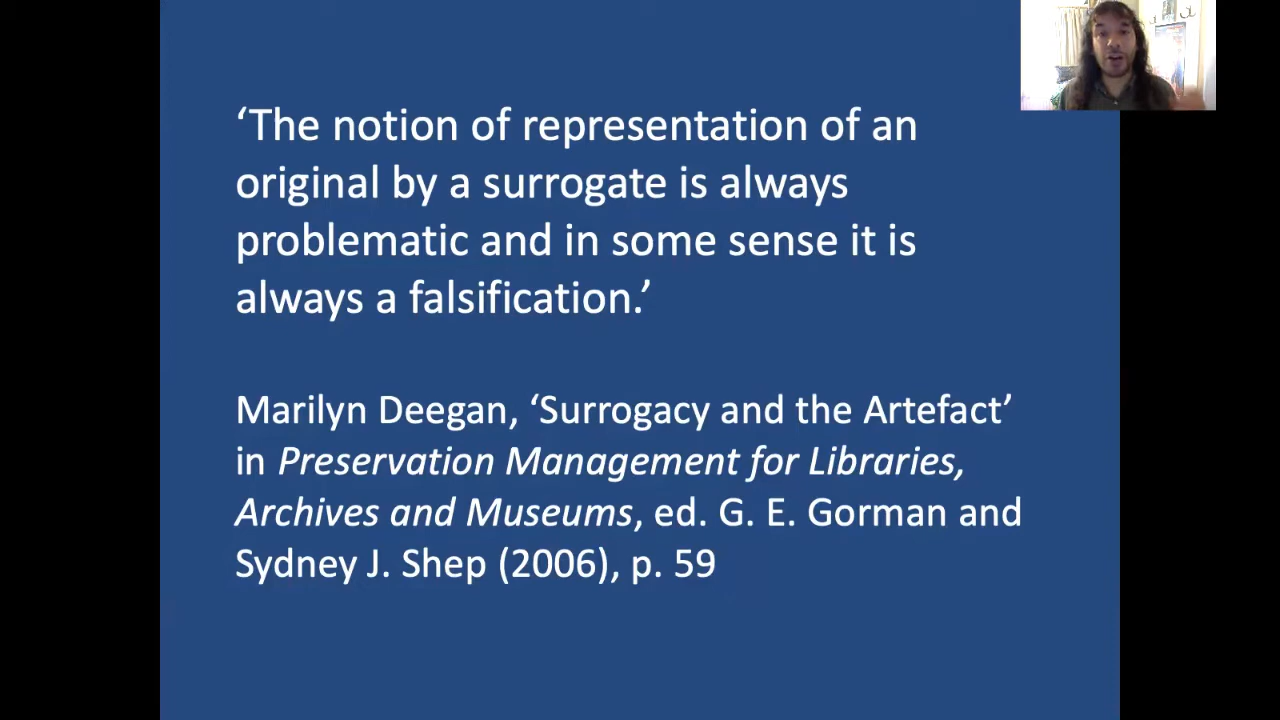 ‘The notion of representation of an
original by a surrogate is always
problematic and in some sense it is
always a falsification.’
Marilyn Deegan, ‘Surrogacy and the Artefact’
in Preservation Management for Libraries,
Archives and Museums, ed. G. E. Gorman and
Sydney J. Shep (2006), p. 59